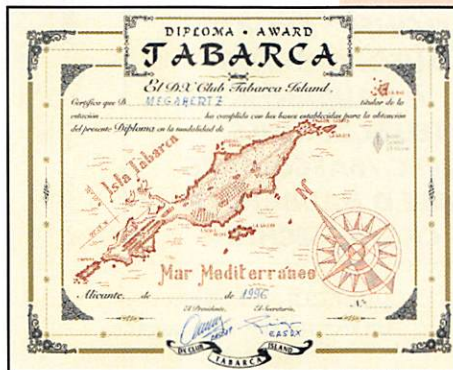 DIPLOMA · AWARD
TABARCA
El DX Club Tabarca Island
Certifica que D. MEGAHERTZ titular de la
estación ha cumplido con las bases establecidas para la obtención
del presente Diploma en la modalidad de
Isla Tabarca
N
Mar Mediterraneo
Alicante, de de 1996
El Presidente, El Secretario,
DX CLUB TABARCA ISLAND